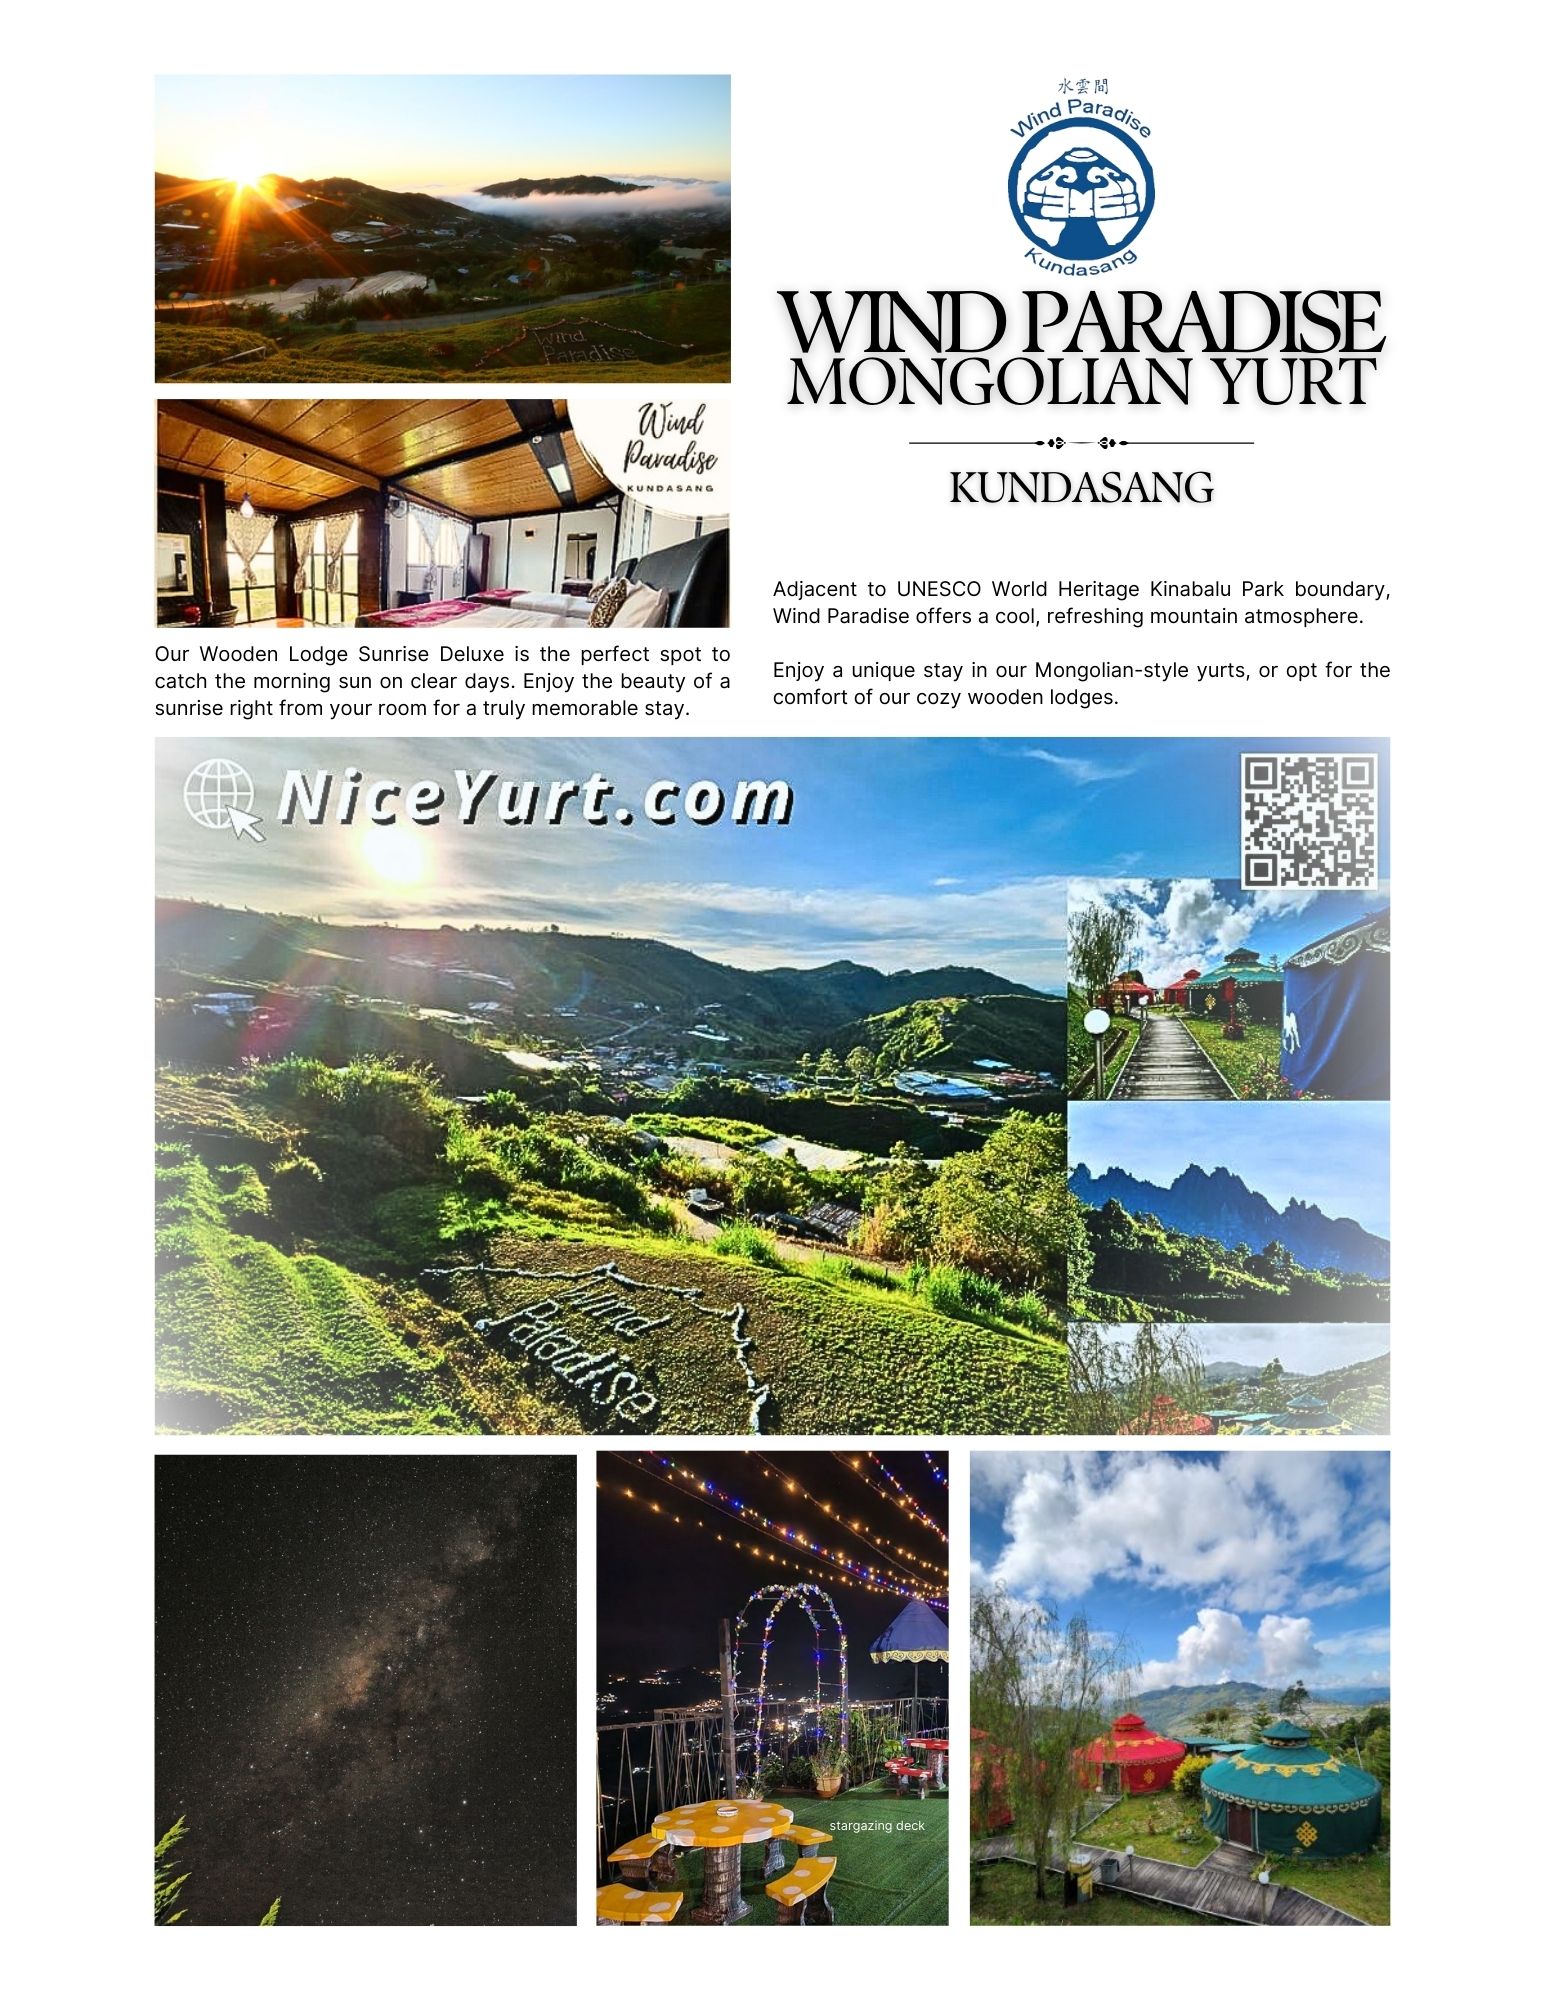 Wind
Paradise
Wind
Paradise
KUNDASANG
Our Wooden Lodge Sunrise Deluxe is the perfect spot to
catch the morning sun on clear days. Enjoy the beauty of a
sunrise right from your room for a truly memorable stay.
水雲間
Wind Paradise
Kundasang
WIND PARADISE
MONGOLIAN YURT
KUNDASANG
Adjacent to UNESCO World Heritage Kinabalu Park boundary,
Wind Paradise offers a cool, refreshing mountain atmosphere.
Enjoy a unique stay in our Mongolian-style yurts, or opt for the
comfort of our cozy wooden lodges.
NiceYurt.com
Wind
Paradise
stargazing deck